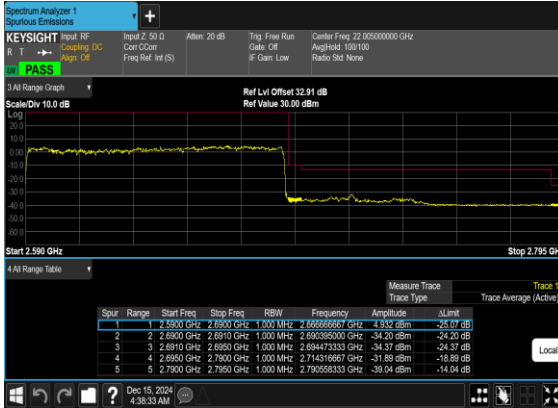 Spectrum Analyzer 1
Spurious Emissions
+
KEYSIGHT Input: RF Input Z: 50 Ω Atten: 20 dB Trig: Free Run Center Freq: 22.005000000 GHz
R T Coupling: DC Corr CCorr Gate: Off Avg|Hold: 100/100
Align: Off Freq Ref: Int (S) IF Gain: Low Radio Std: None
PASS
3 All Range Graph
Ref Lvl Offset 32.91 dB
Scale/Div 10.0 dB Ref Value 30.00 dBm
Log
20.0
10.0
0.00
-10.0
-20.0
-30.0
-40.0
-50.0
-60.0
Start 2.590 GHz Stop 2.795 GH
4 All Range Table
Measure Trace Trace 1
Trace Type Trace Average (Active)
Spur Range Start Freq Stop Freq RBW Frequency Amplitude ΔLimit
1 1 2.5900 GHz 2.6900 GHz 1.000 MHz 2.666666667 GHz 4.932 dBm -25.07 dB
2 2 2.6900 GHz 2.6910 GHz 1.000 MHz 2.690395000 GHz -34.20 dBm -24.20 dB
3 3 2.6910 GHz 2.6950 GHz 1.000 MHz 2.694473333 GHz -34.37 dBm -24.37 dB
4 4 2.6950 GHz 2.7900 GHz 1.000 MHz 2.714316667 GHz -31.89 dBm -18.89 dB
5 5 2.7900 GHz 2.7950 GHz 1.000 MHz 2.790558333 GHz -39.04 dBm -14.04 dB
Local
?
Dec 15, 2024
4:38:33 AM